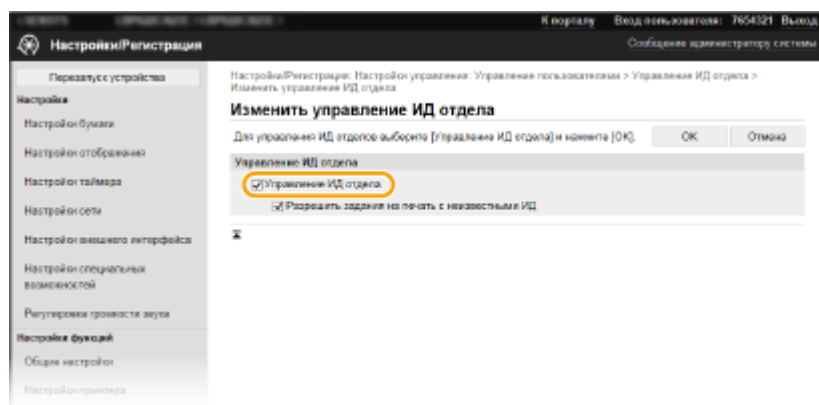 К порталу Вход пользователя: 7654321 Выход
Настройки/Регистрация
Сообщение администратору системы
Перезапуск устройства
Настройки
Настройки бумаги
Настройки отображения
Настройки таймера
Настройки сети
Настройки внешнего интерфейса
Настройки специальных
возможностей
Регулировка громкости звука
Настройки функций
Общие настройки
Настройки принтера
Настройки/Регистрация: Настройки управления: Управление пользователями > Управление ИД отдела >
Изменить управление ИД отдела
Изменить управление ИД отдела
Для управления ИД отделов выберите [Управление ИД отдела] и нажмите [OK].
OK
Отмена
Управление ИД отдела
Управление ИД отдела
Разрешить задания на печать с неизвестными ИД